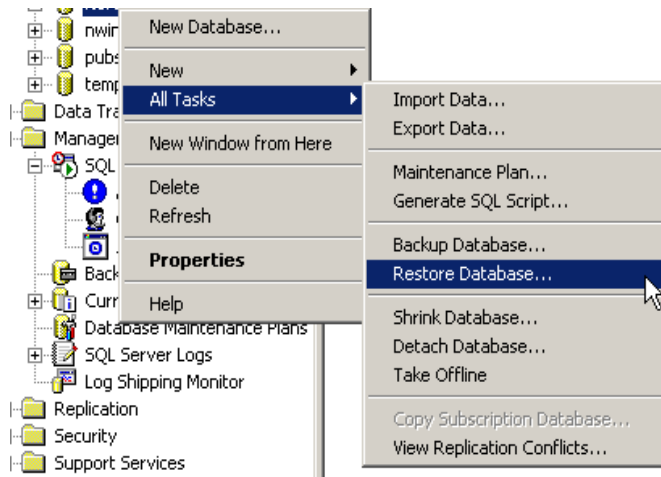 New Database...
New
All Tasks
New Window from Here
Delete
Refresh
Properties
Help
Import Data...
Export Data...
Maintenance Plan...
Generate SQL Script...
Backup Database...
Restore Database...
Shrink Database...
Detach Database...
Take Offline
Copy Subscription Database...
View Replication Conflicts...
nwin
pubs
temp
Data Tra
Manager
SQL
Back
Curr
Database Maintenance Plans
SQL Server Logs
Log Shipping Monitor
Replication
Security
Support Services